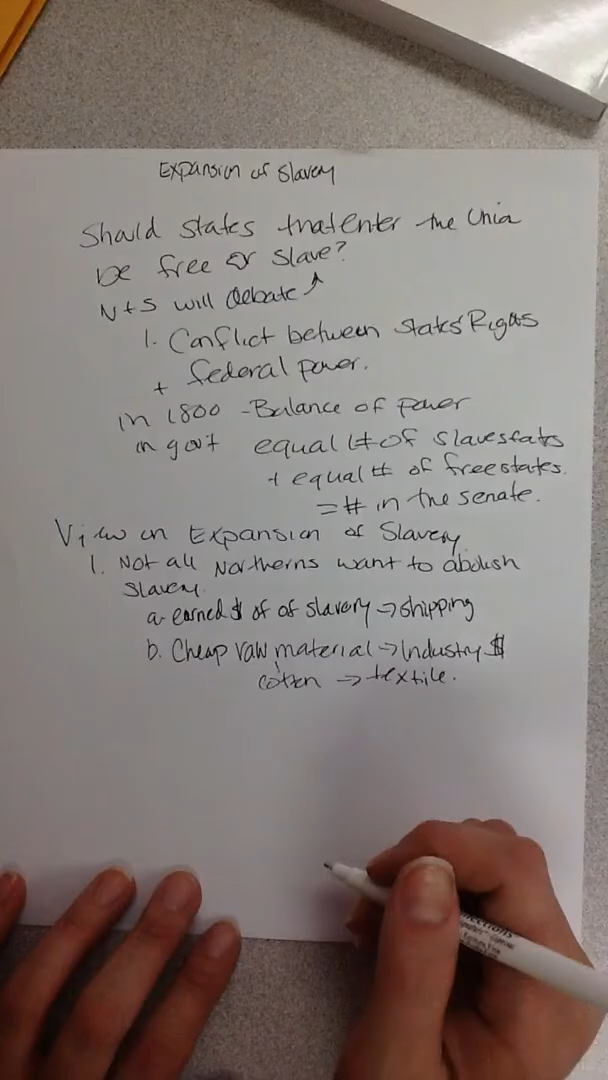 Expansion of Slavery
Should states that enter the Union
be free or slave?
N + S will debate
1. Conflict between States' Rights
+ federal power.
in 1800 - Balance of power
in gov't equal # of slave states
+ equal # of free states.
= # in the senate.
View on Expansion of Slavery
1. Not all Northerns want to abolish
slavery.
a. earned $ of of slavery → shipping
b. Cheap raw material → Industry $
cotton → textile.